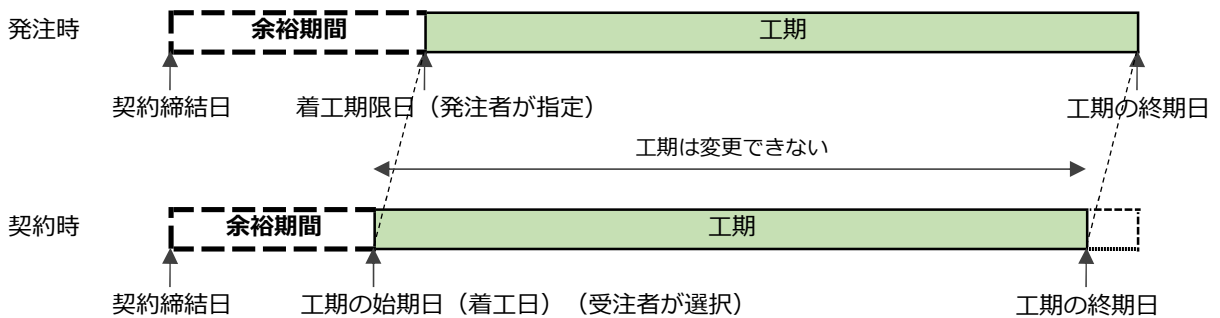 発注時
余裕期間
工期
契約締結日
着工期限日（発注者が指定）
工期の終期日
工期は変更できない
契約時
余裕期間
工期
契約締結日
工期の始期日（着工日）（受注者が選択）
工期の終期日